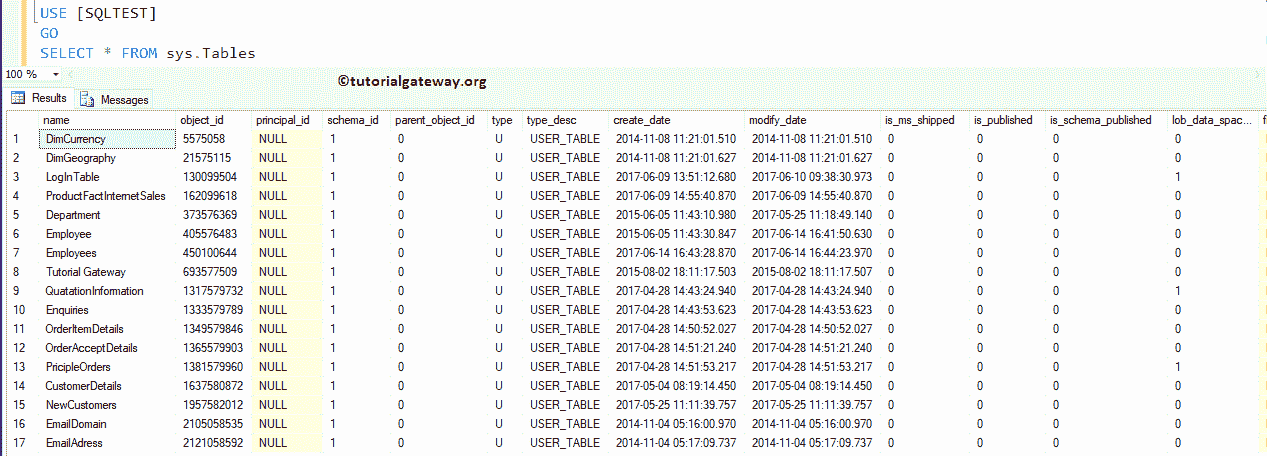 USE [SQLTEST]
GO
SELECT * FROM sys.Tables
100 %
©tutorialgateway.org
Results Messages
name object_id principal_id schema_id parent_object_id type type_desc create_date modify_date is_ms_shipped is_published is_schema_published lob_data_spac... f
1 DimCurrency 5575058 NULL 1 0 U USER_TABLE 2014-11-08 11:21:01.510 2014-11-08 11:21:01.510 0 0 0 0
2 DimGeography 21575115 NULL 1 0 U USER_TABLE 2014-11-08 11:21:01.627 2014-11-08 11:21:01.627 0 0 0 0
3 LogInTable 130099504 NULL 1 0 U USER_TABLE 2017-06-09 13:51:12.680 2017-06-10 09:38:30.973 0 0 0 1
4 ProductFactInternetSales 162099618 NULL 1 0 U USER_TABLE 2017-06-09 14:55:40.870 2017-06-09 14:55:40.870 0 0 0 0
5 Department 373576369 NULL 1 0 U USER_TABLE 2015-06-05 11:43:10.980 2017-05-25 11:18:49.140 0 0 0 0
6 Employee 405576483 NULL 1 0 U USER_TABLE 2015-06-05 11:43:30.847 2017-06-14 16:41:50.630 0 0 0 0
7 Employees 450100644 NULL 1 0 U USER_TABLE 2017-06-14 16:43:28.870 2017-06-14 16:44:23.970 0 0 0 0
8 Tutorial Gateway 693577509 NULL 1 0 U USER_TABLE 2015-08-02 18:11:17.503 2015-08-02 18:11:17.507 0 0 0 0
9 QuatationInformation 1317579732 NULL 1 0 U USER_TABLE 2017-04-28 14:43:24.940 2017-04-28 14:43:24.940 0 0 0 1
10 Enquiries 1333579789 NULL 1 0 U USER_TABLE 2017-04-28 14:43:53.623 2017-04-28 14:43:53.623 0 0 0 0
11 OrderItemDetails 1349579846 NULL 1 0 U USER_TABLE 2017-04-28 14:50:52.027 2017-04-28 14:50:52.027 0 0 0 0
12 OrderAcceptDetails 1365579903 NULL 1 0 U USER_TABLE 2017-04-28 14:51:21.240 2017-04-28 14:51:21.240 0 0 0 0
13 PricipleOrders 1381579960 NULL 1 0 U USER_TABLE 2017-04-28 14:51:53.217 2017-04-28 14:51:53.217 0 0 0 1
14 CustomerDetails 1637580872 NULL 1 0 U USER_TABLE 2017-05-04 08:19:14.450 2017-05-04 08:19:14.450 0 0 0 0
15 NewCustomers 1957582012 NULL 1 0 U USER_TABLE 2017-05-25 11:11:39.757 2017-05-25 11:11:39.757 0 0 0 0
16 EmailDomain 2105058535 NULL 1 0 U USER_TABLE 2014-11-04 05:16:00.970 2014-11-04 05:16:00.970 0 0 0 0
17 EmailAdress 2121058592 NULL 1 0 U USER_TABLE 2014-11-04 05:17:09.737 2014-11-04 05:17:09.737 0 0 0 0